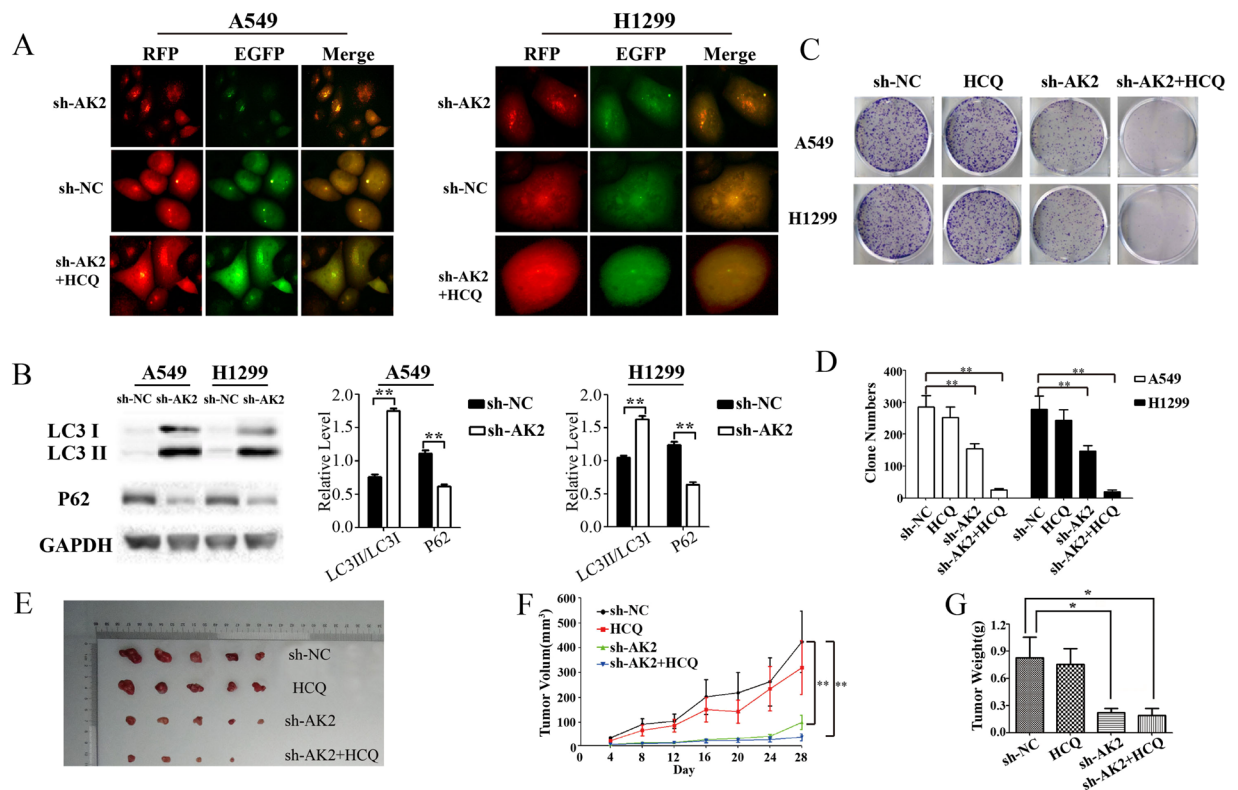 A
A549
RFP EGFP Merge
sh-AK2
sh-NC
sh-AK2
+HCQ
H1299
RFP EGFP Merge
sh-AK2
sh-NC
sh-AK2
+HCQ
C
sh-NC HCQ sh-AK2 sh-AK2+HCQ
A549
H1299
B
A549 H1299
sh-NC sh-AK2 sh-NC sh-AK2
LC3 I
LC3 II
P62
GAPDH
A549
Relative Level
2.0
1.5
1.0
0.5
0.0
**
**
sh-NC
sh-AK2
LC3II/LC3I P62
H1299
Relative Level
2.0
1.5
1.0
0.5
0.0
**
**
sh-NC
sh-AK2
LC3II/LC3I P62
D
Clone Numbers
400
300
200
100
0
**
**
**
**
A549
H1299
sh-NC HCQ sh-AK2 sh-AK2+HCQ sh-NC HCQ sh-AK2 sh-AK2+HCQ
E
sh-NC
HCQ
sh-AK2
sh-AK2+HCQ
F
Tumor Volum(mm³)
600
500
400
300
200
100
0
sh-NC
HCQ
sh-AK2
sh-AK2+HCQ
** **
0 4 8 12 16 20 24 28
Day
G
Tumor Weight(g)
1.2
0.9
0.6
0.3
0.0
*
*
sh-NC HCQ sh-AK2 sh-AK2+HCQ